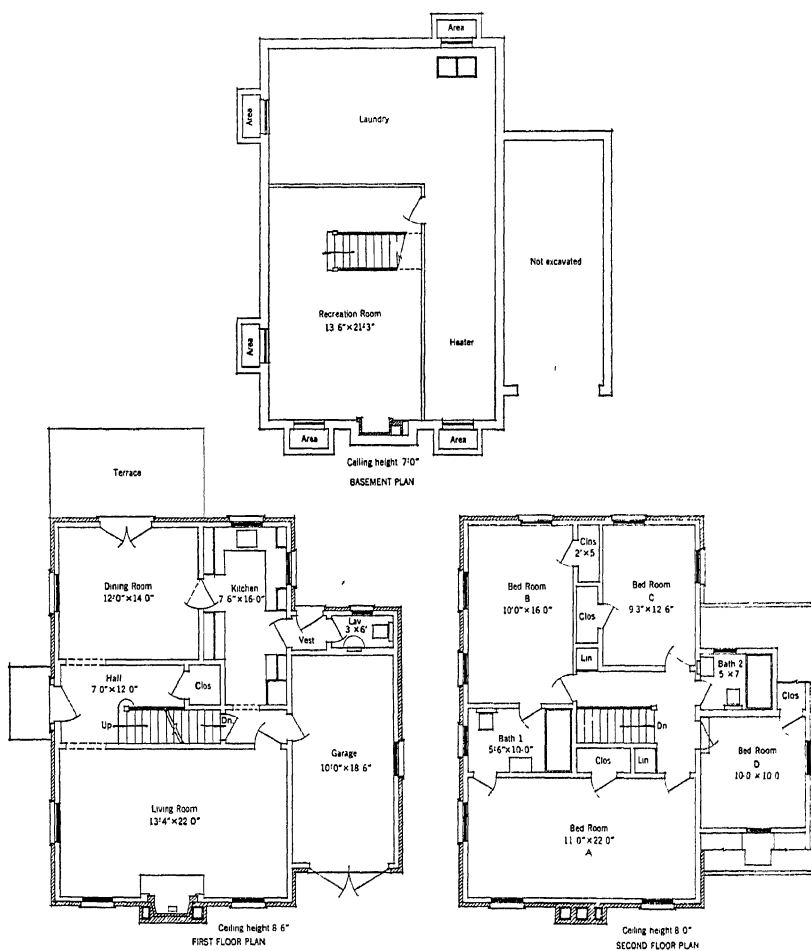 Area
Area
Laundry
Not excavated
Recreation Room
13 6"×21'3"
Heater
Area
Area
Area
Ceiling height 7'0"
BASEMENT PLAN
Terrace
Dining Room
12'0"×14 0"
Kitchen
7 6"×16'0"
Lav
3 ×6'
Vest
Hall
7 0"×12 0"
Clos
Up
Dn
Garage
10'0"×18 6"
Living Room
13'4"×22 0"
Ceiling height 8 6"
FIRST FLOOR PLAN
Clos
2'×5
Bed Room
B
10'0"×16 0"
Bed Room
C
9'3"×12 6"
Clos
Lin
Bath 2
5 ×7
Clos
Bath 1
5'6"×10-0"
Dn
Clos
Lin
Bed Room
D
10-0 ×10 0
Bed Room
11 0"×22 0"
A
Ceiling height 8 0"
SECOND FLOOR PLAN